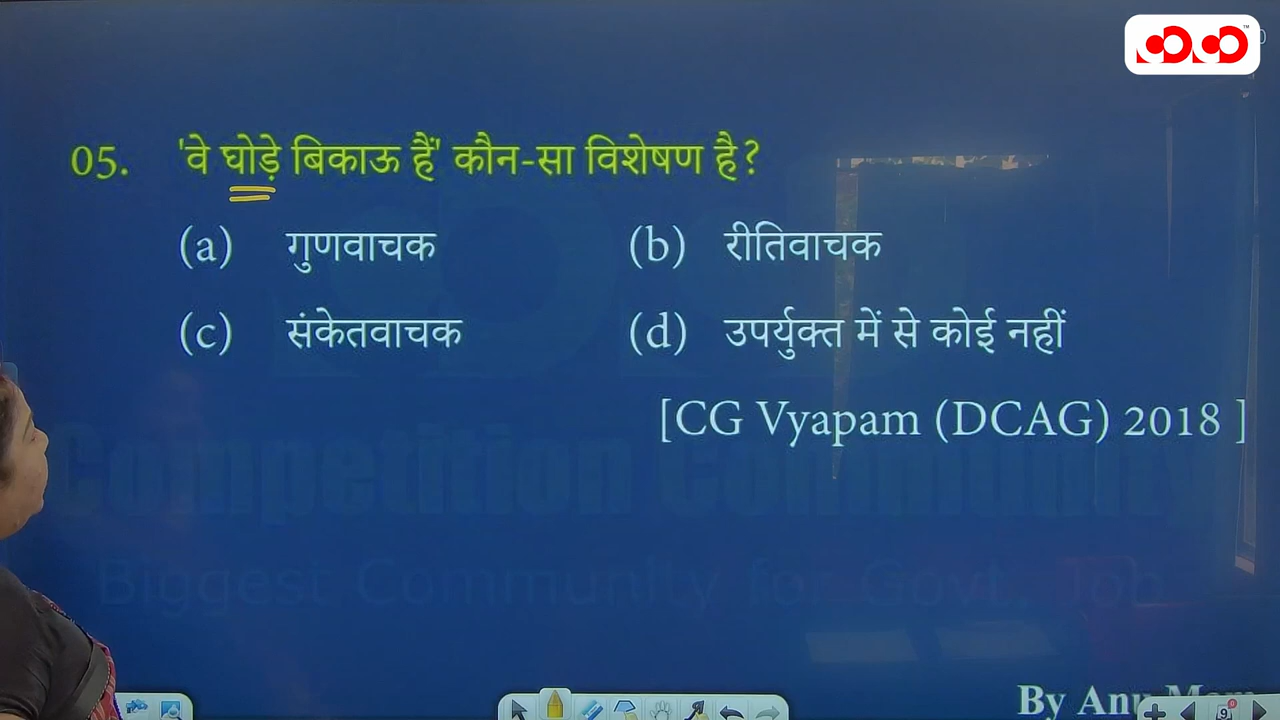 05. 'वे घोड़े बिकाऊ हैं' कौन-सा विशेषण है?
(a) गुणवाचक (b) रीतिवाचक
(c) संकेतवाचक (d) उपर्युक्त में से कोई नहीं
[CG Vyapam (DCAG) 2018 ]
Competition Community
Biggest Community for Govt. Job
By Anu